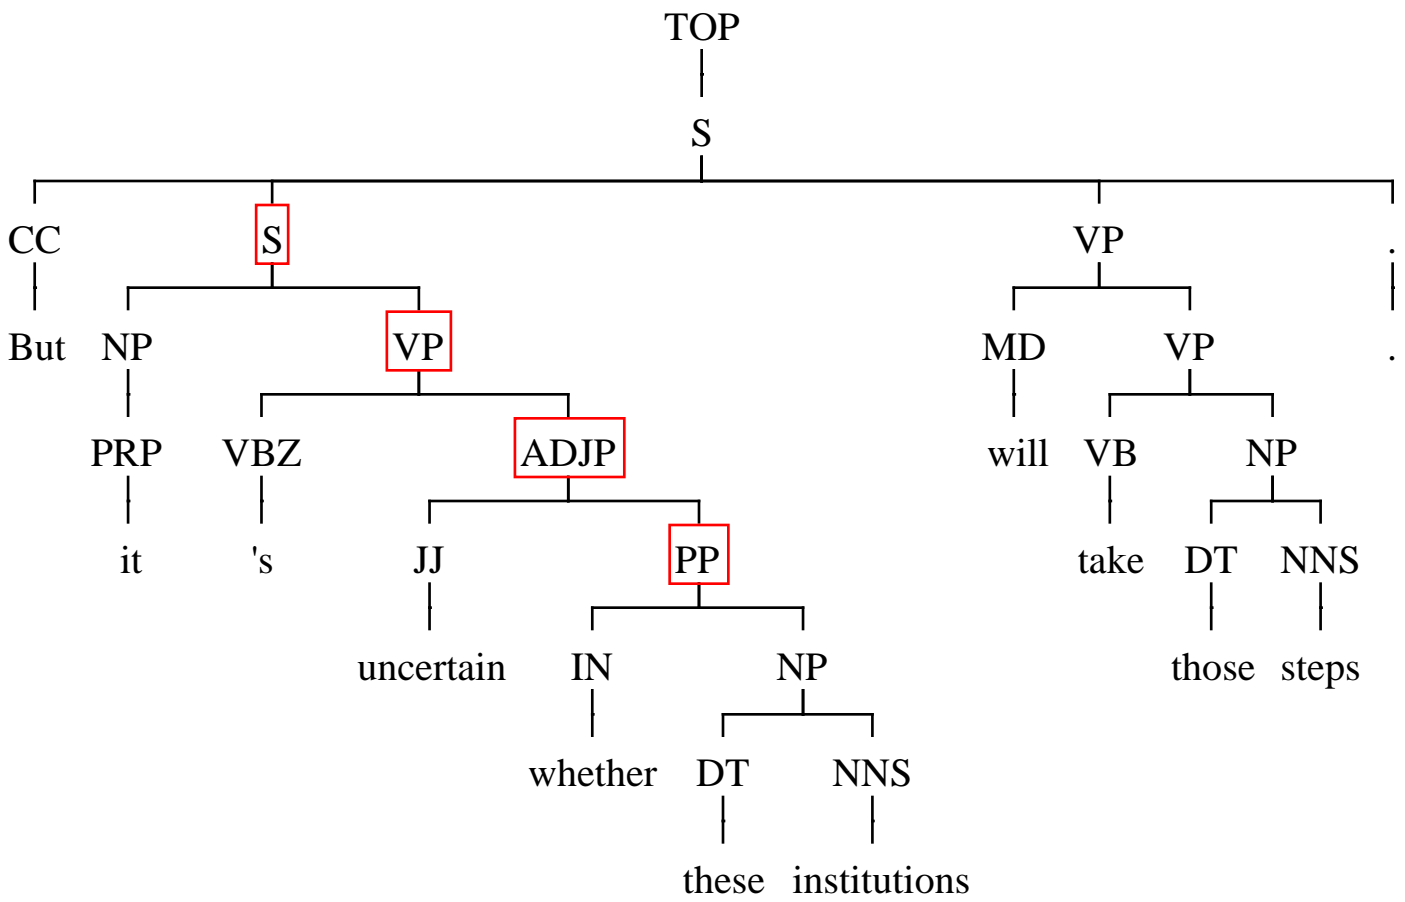 TOP
S
CC S VP .
But NP VP MD VP .
PRP VBZ ADJP will VB NP
it 's JJ PP take DT NNS
uncertain IN NP those steps
whether DT NNS
these institutions